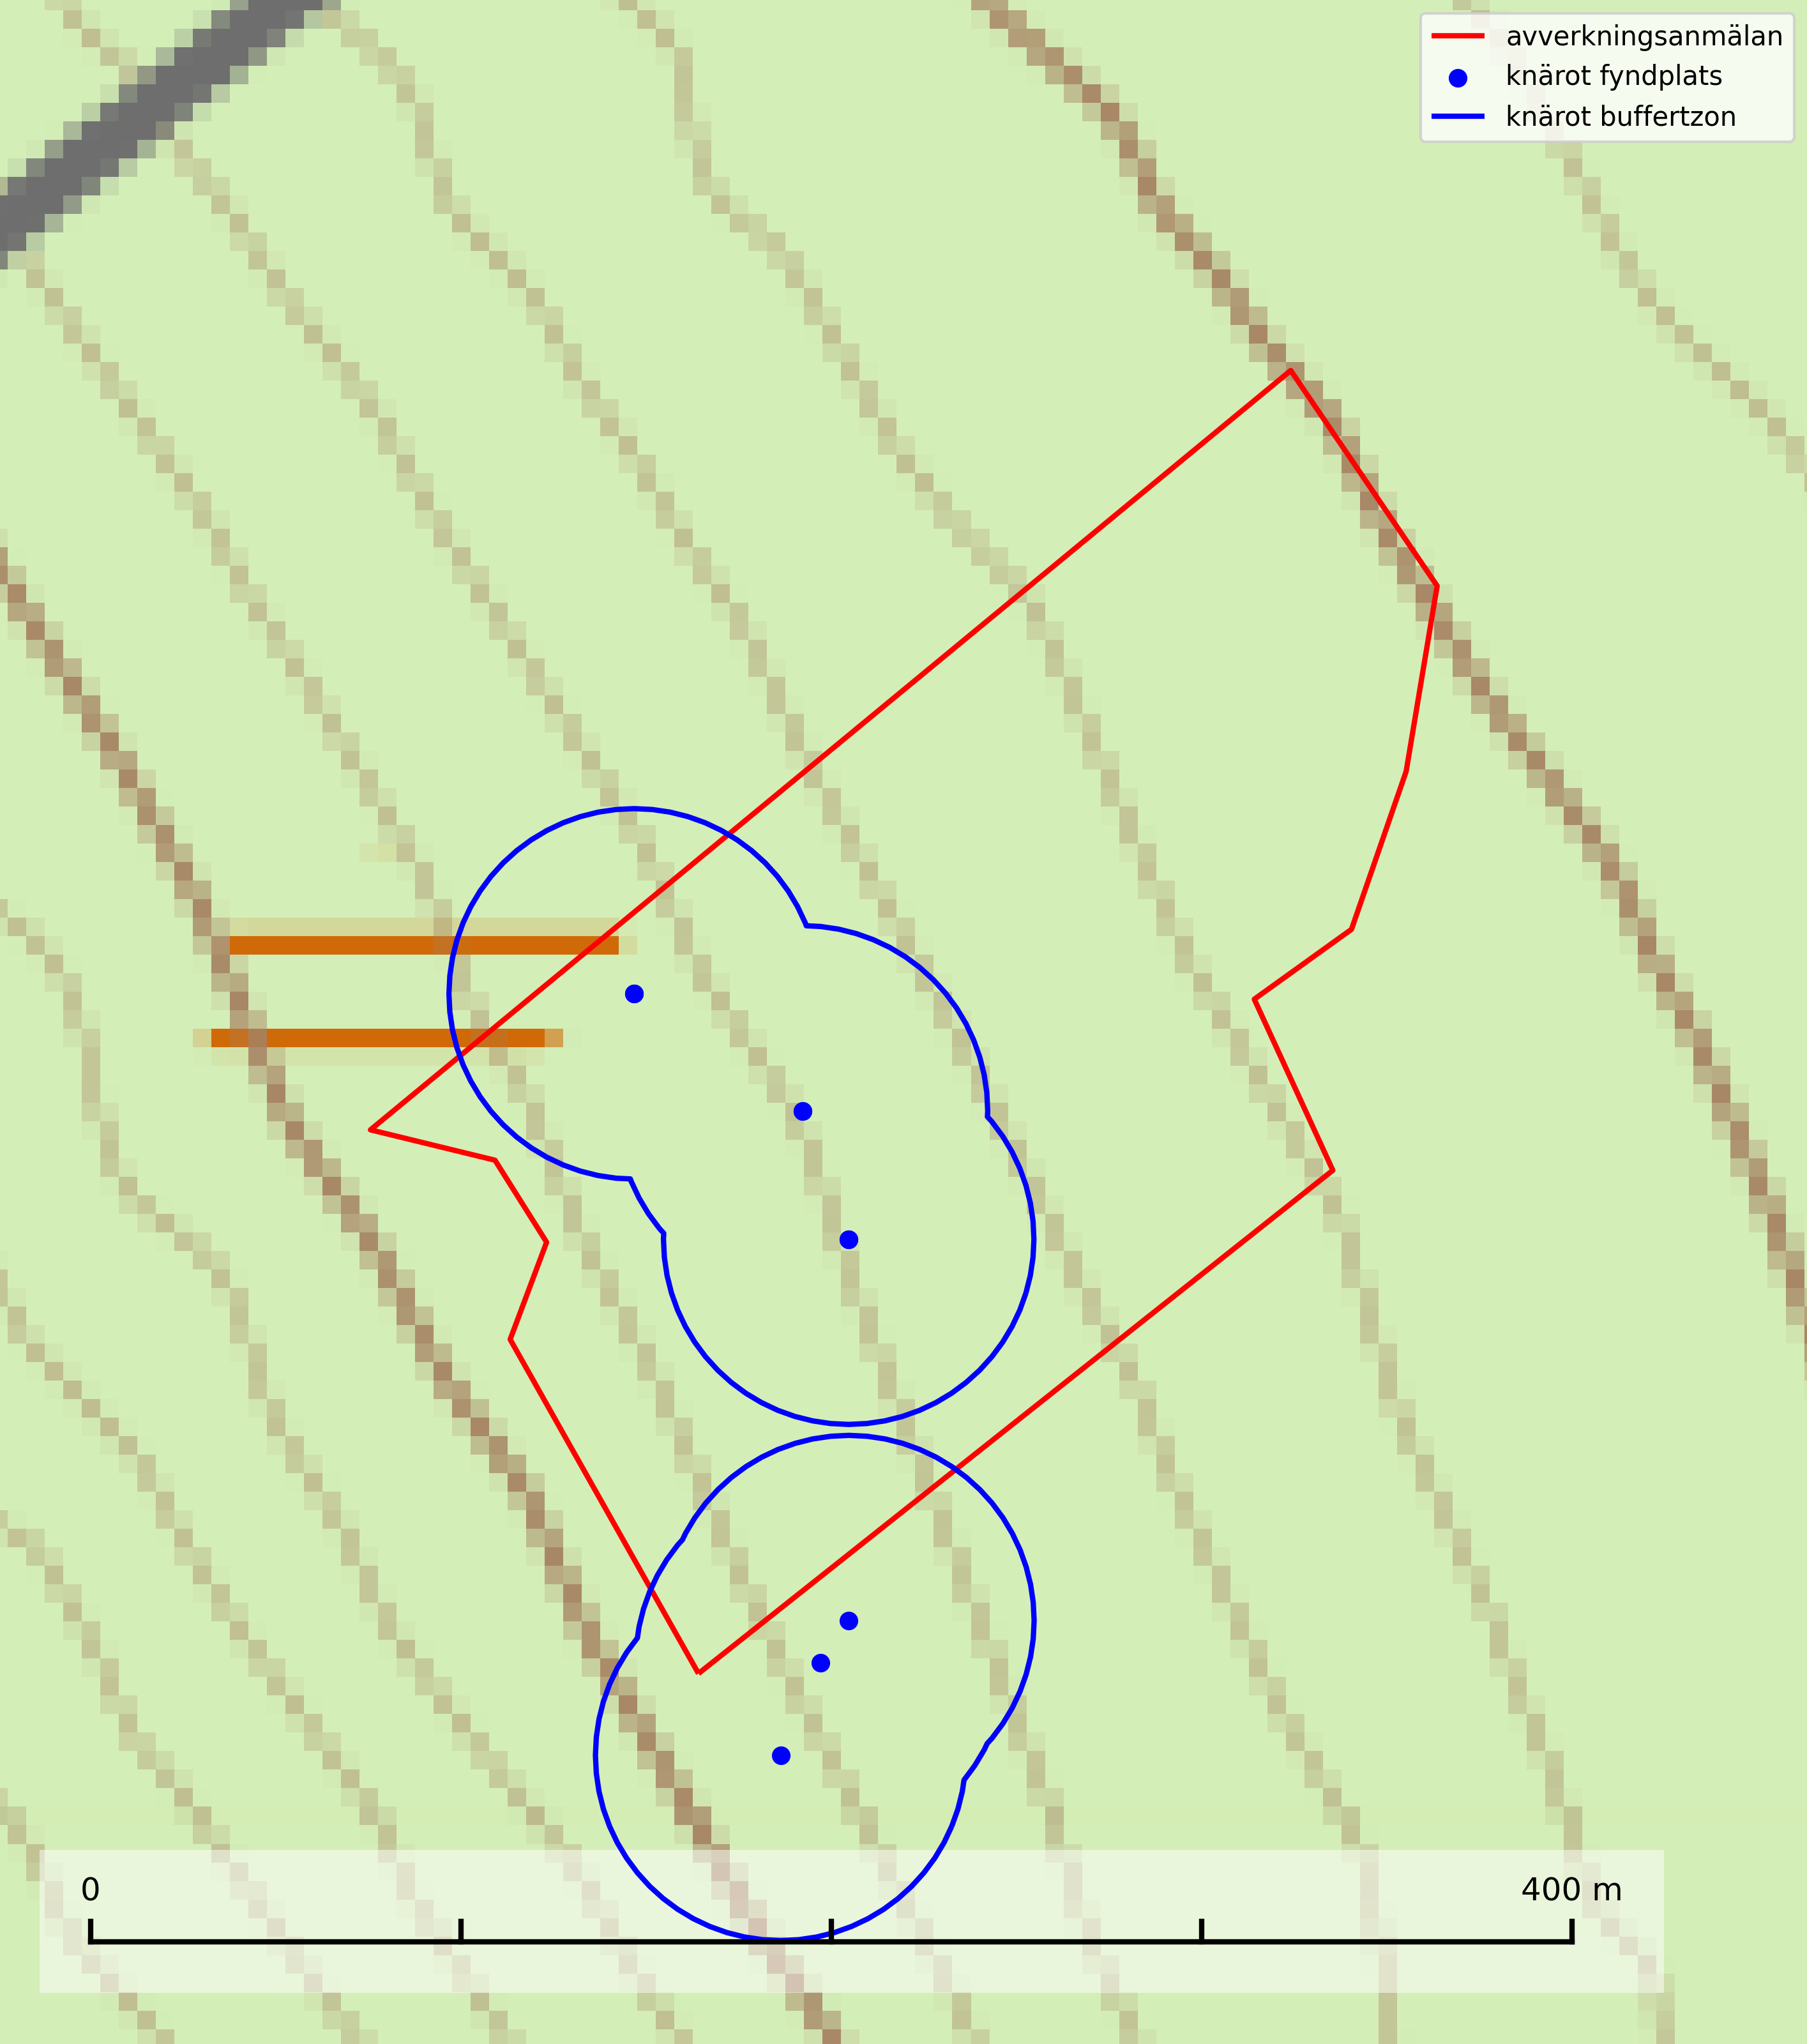 avverkningsanmälan
knärot fyndplats
knärot buffertzon
0
400 m